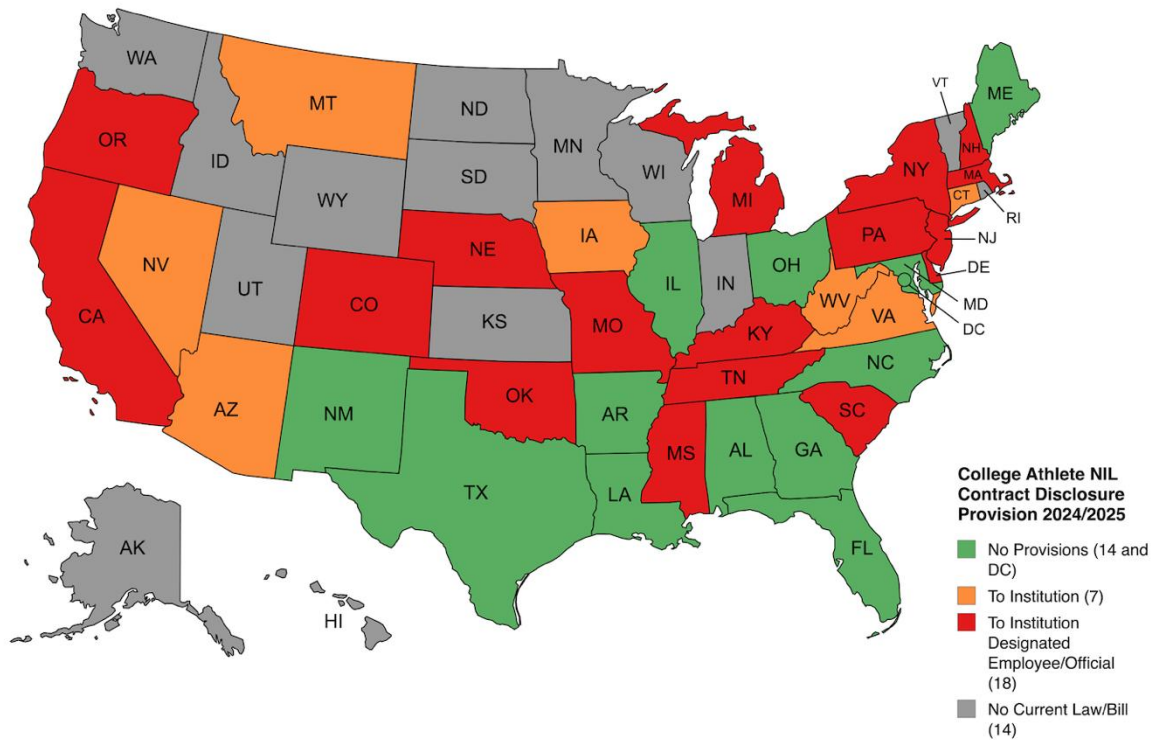 WA
OR
CA
ID
NV
MT
WY
UT
AZ
CO
NM
ND
SD
NE
KS
OK
TX
MN
IA
MO
AR
LA
WI
IL
MI
IN
OH
KY
TN
MS
AL
GA
FL
SC
NC
VA
WV
PA
NY
VT
NH
ME
MA
CT
RI
NJ
DE
MD
DC
AK
HI
College Athlete NIL
Contract Disclosure
Provision 2024/2025
No Provisions (14 and
DC)
To Institution (7)
To Institution
Designated
Employee/Official
(18)
No Current Law/Bill
(14)